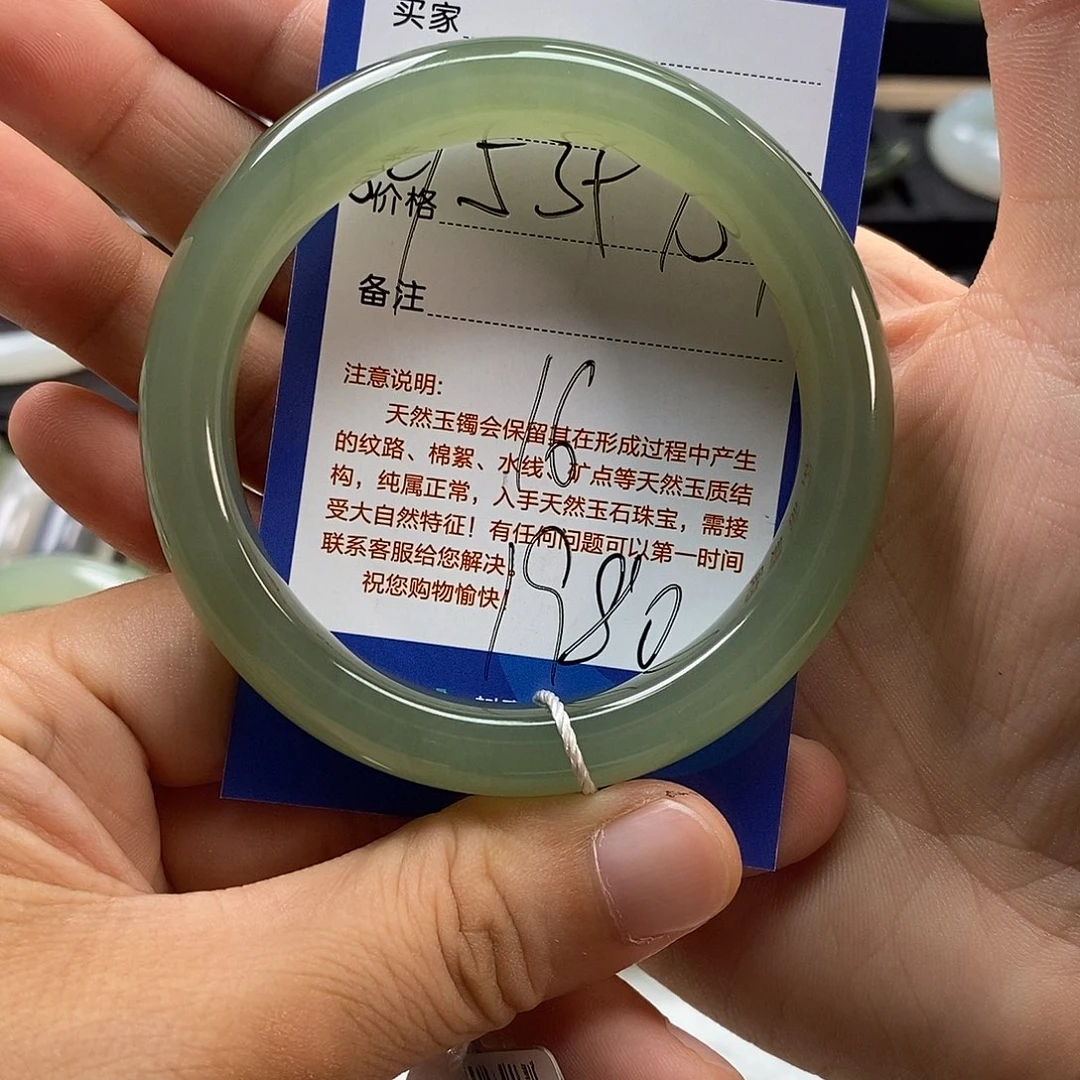 买家
价格
备注
16
注意说明:
天然玉镯会保留其在形成过程中产生
的纹路、棉絮、水线、矿点等天然玉质结
构，纯属正常，入手天然玉石珠宝，需接
受大自然特征！有任何问题可以第一时间
联系客服给您解决
祝您购物愉快!
1980